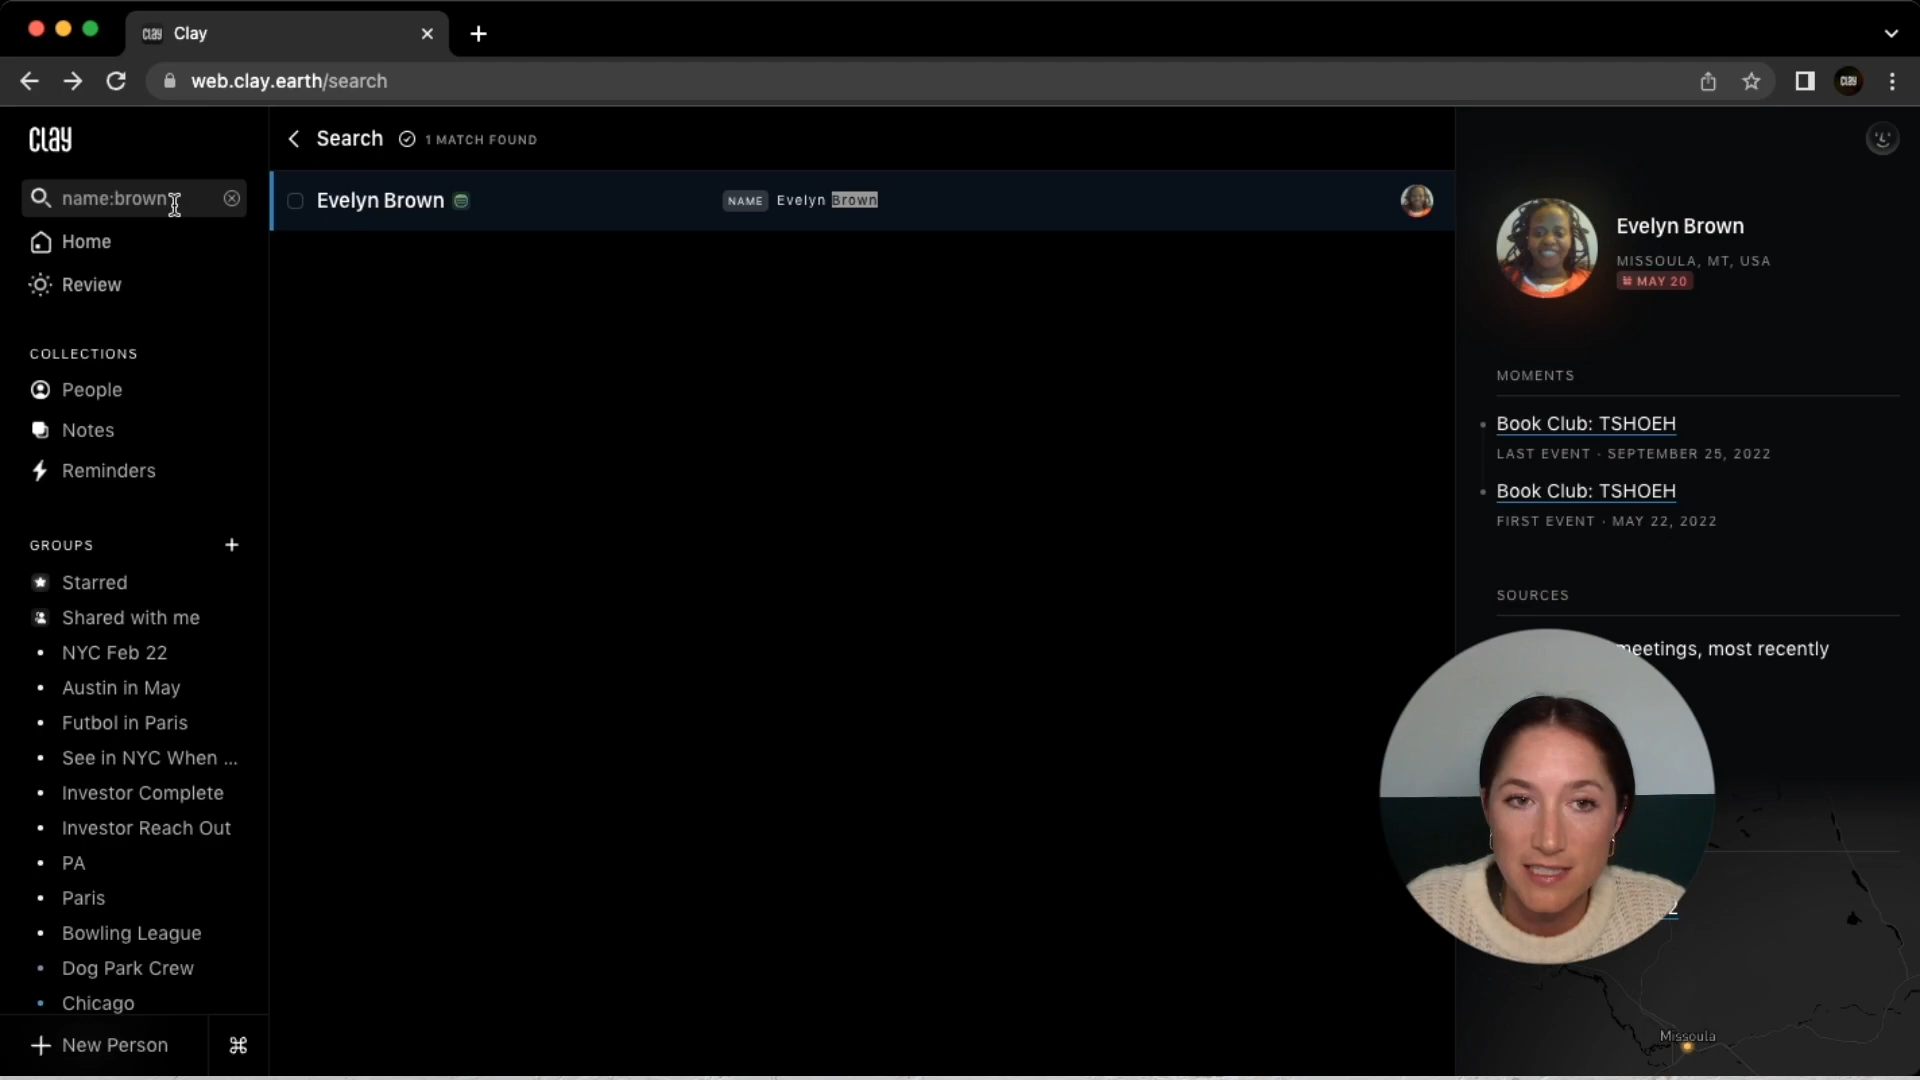 CLAY
Clay
web.clay.earth/search
CLAY
CLAY
Search
1 MATCH FOUND
name:brown
Home
Review
COLLECTIONS
People
Notes
Reminders
GROUPS
Starred
Shared with me
NYC Feb 22
Austin in May
Futbol in Paris
See in NYC When ...
Investor Complete
Investor Reach Out
PA
Paris
Bowling League
Dog Park Crew
Chicago
New Person
Evelyn Brown
NAME Evelyn Brown
Evelyn Brown
MISSOULA, MT, USA
MAY 20
MOMENTS
Book Club: TSHOEH
LAST EVENT · SEPTEMBER 25, 2022
Book Club: TSHOEH
FIRST EVENT · MAY 22, 2022
SOURCES
meetings, most recently
2
Missoula